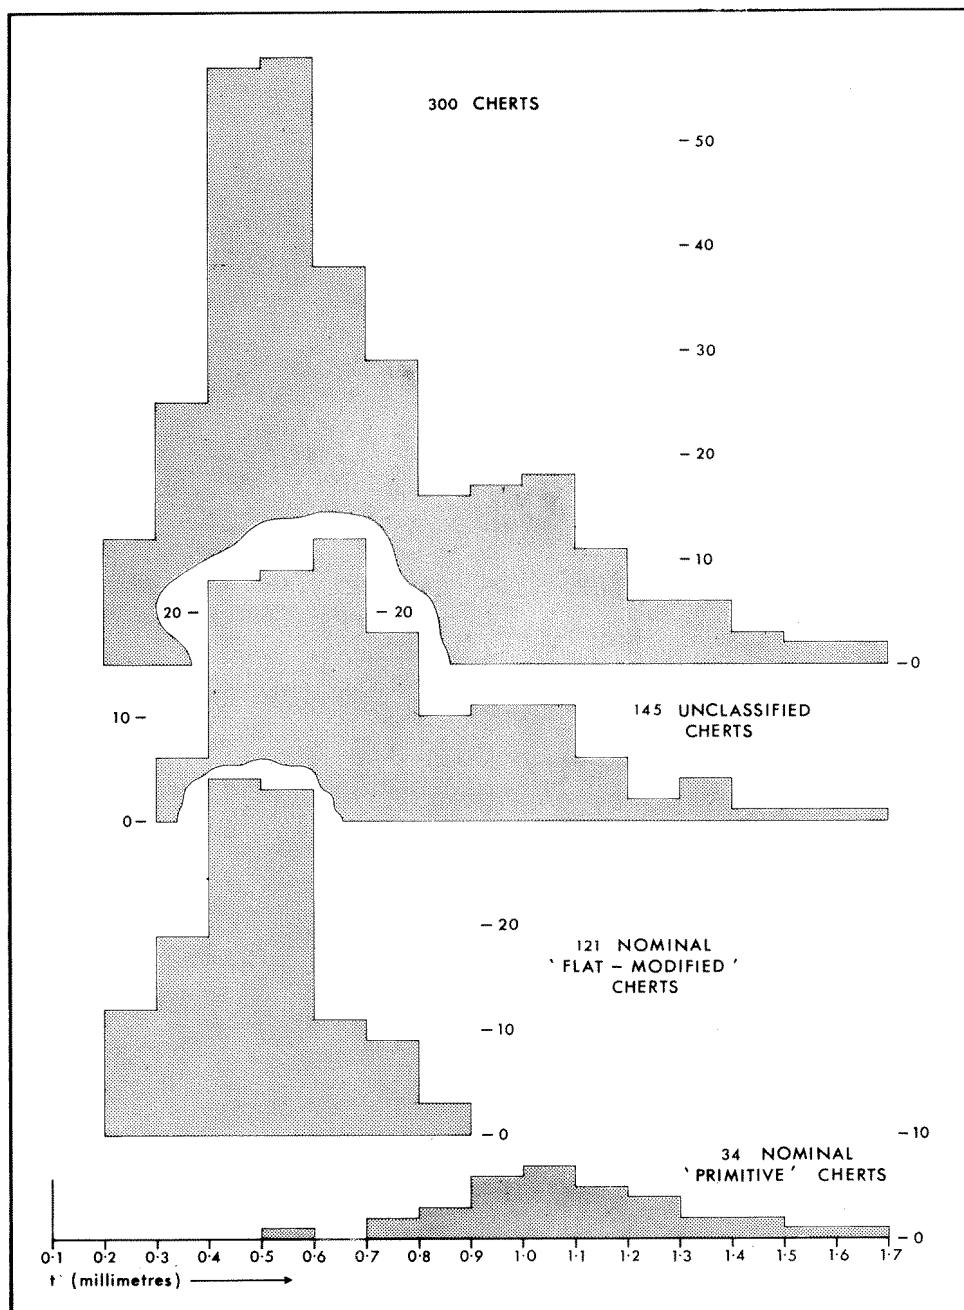 300 CHERTS
– 50
– 40
– 30
– 20
– 10
20 –
– 20
– 0
10 –
145 UNCLASSIFIED
CHERTS
0 –
– 20
121 NOMINAL
‘ FLAT – MODIFIED ’
CHERTS
– 10
– 0
– 10
34 NOMINAL
‘ PRIMITIVE ’ CHERTS
– 0
0·1 0·2 0·3 0·4 0·5 0·6 0·7 0·8 0·9 1·0 1·1 1·2 1·3 1·4 1·5 1·6 1·7
t (millimetres)